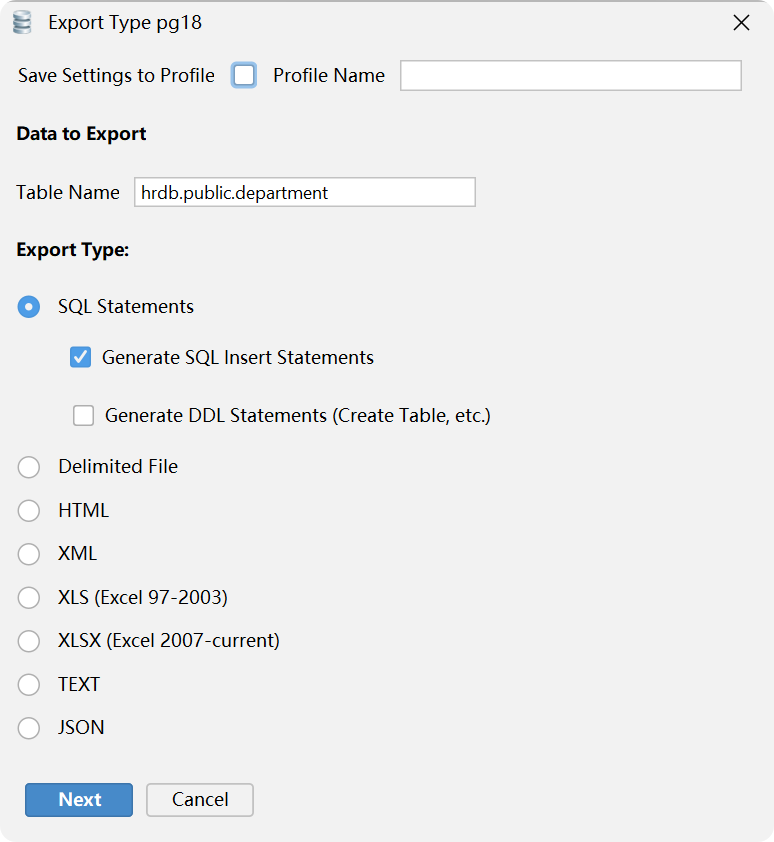 Export Type pg18
Save Settings to Profile Profile Name
Data to Export
Table Name hrdb.public.department
Export Type:
SQL Statements
Generate SQL Insert Statements
Generate DDL Statements (Create Table, etc.)
Delimited File
HTML
XML
XLS (Excel 97-2003)
XLSX (Excel 2007-current)
TEXT
JSON
Next Cancel